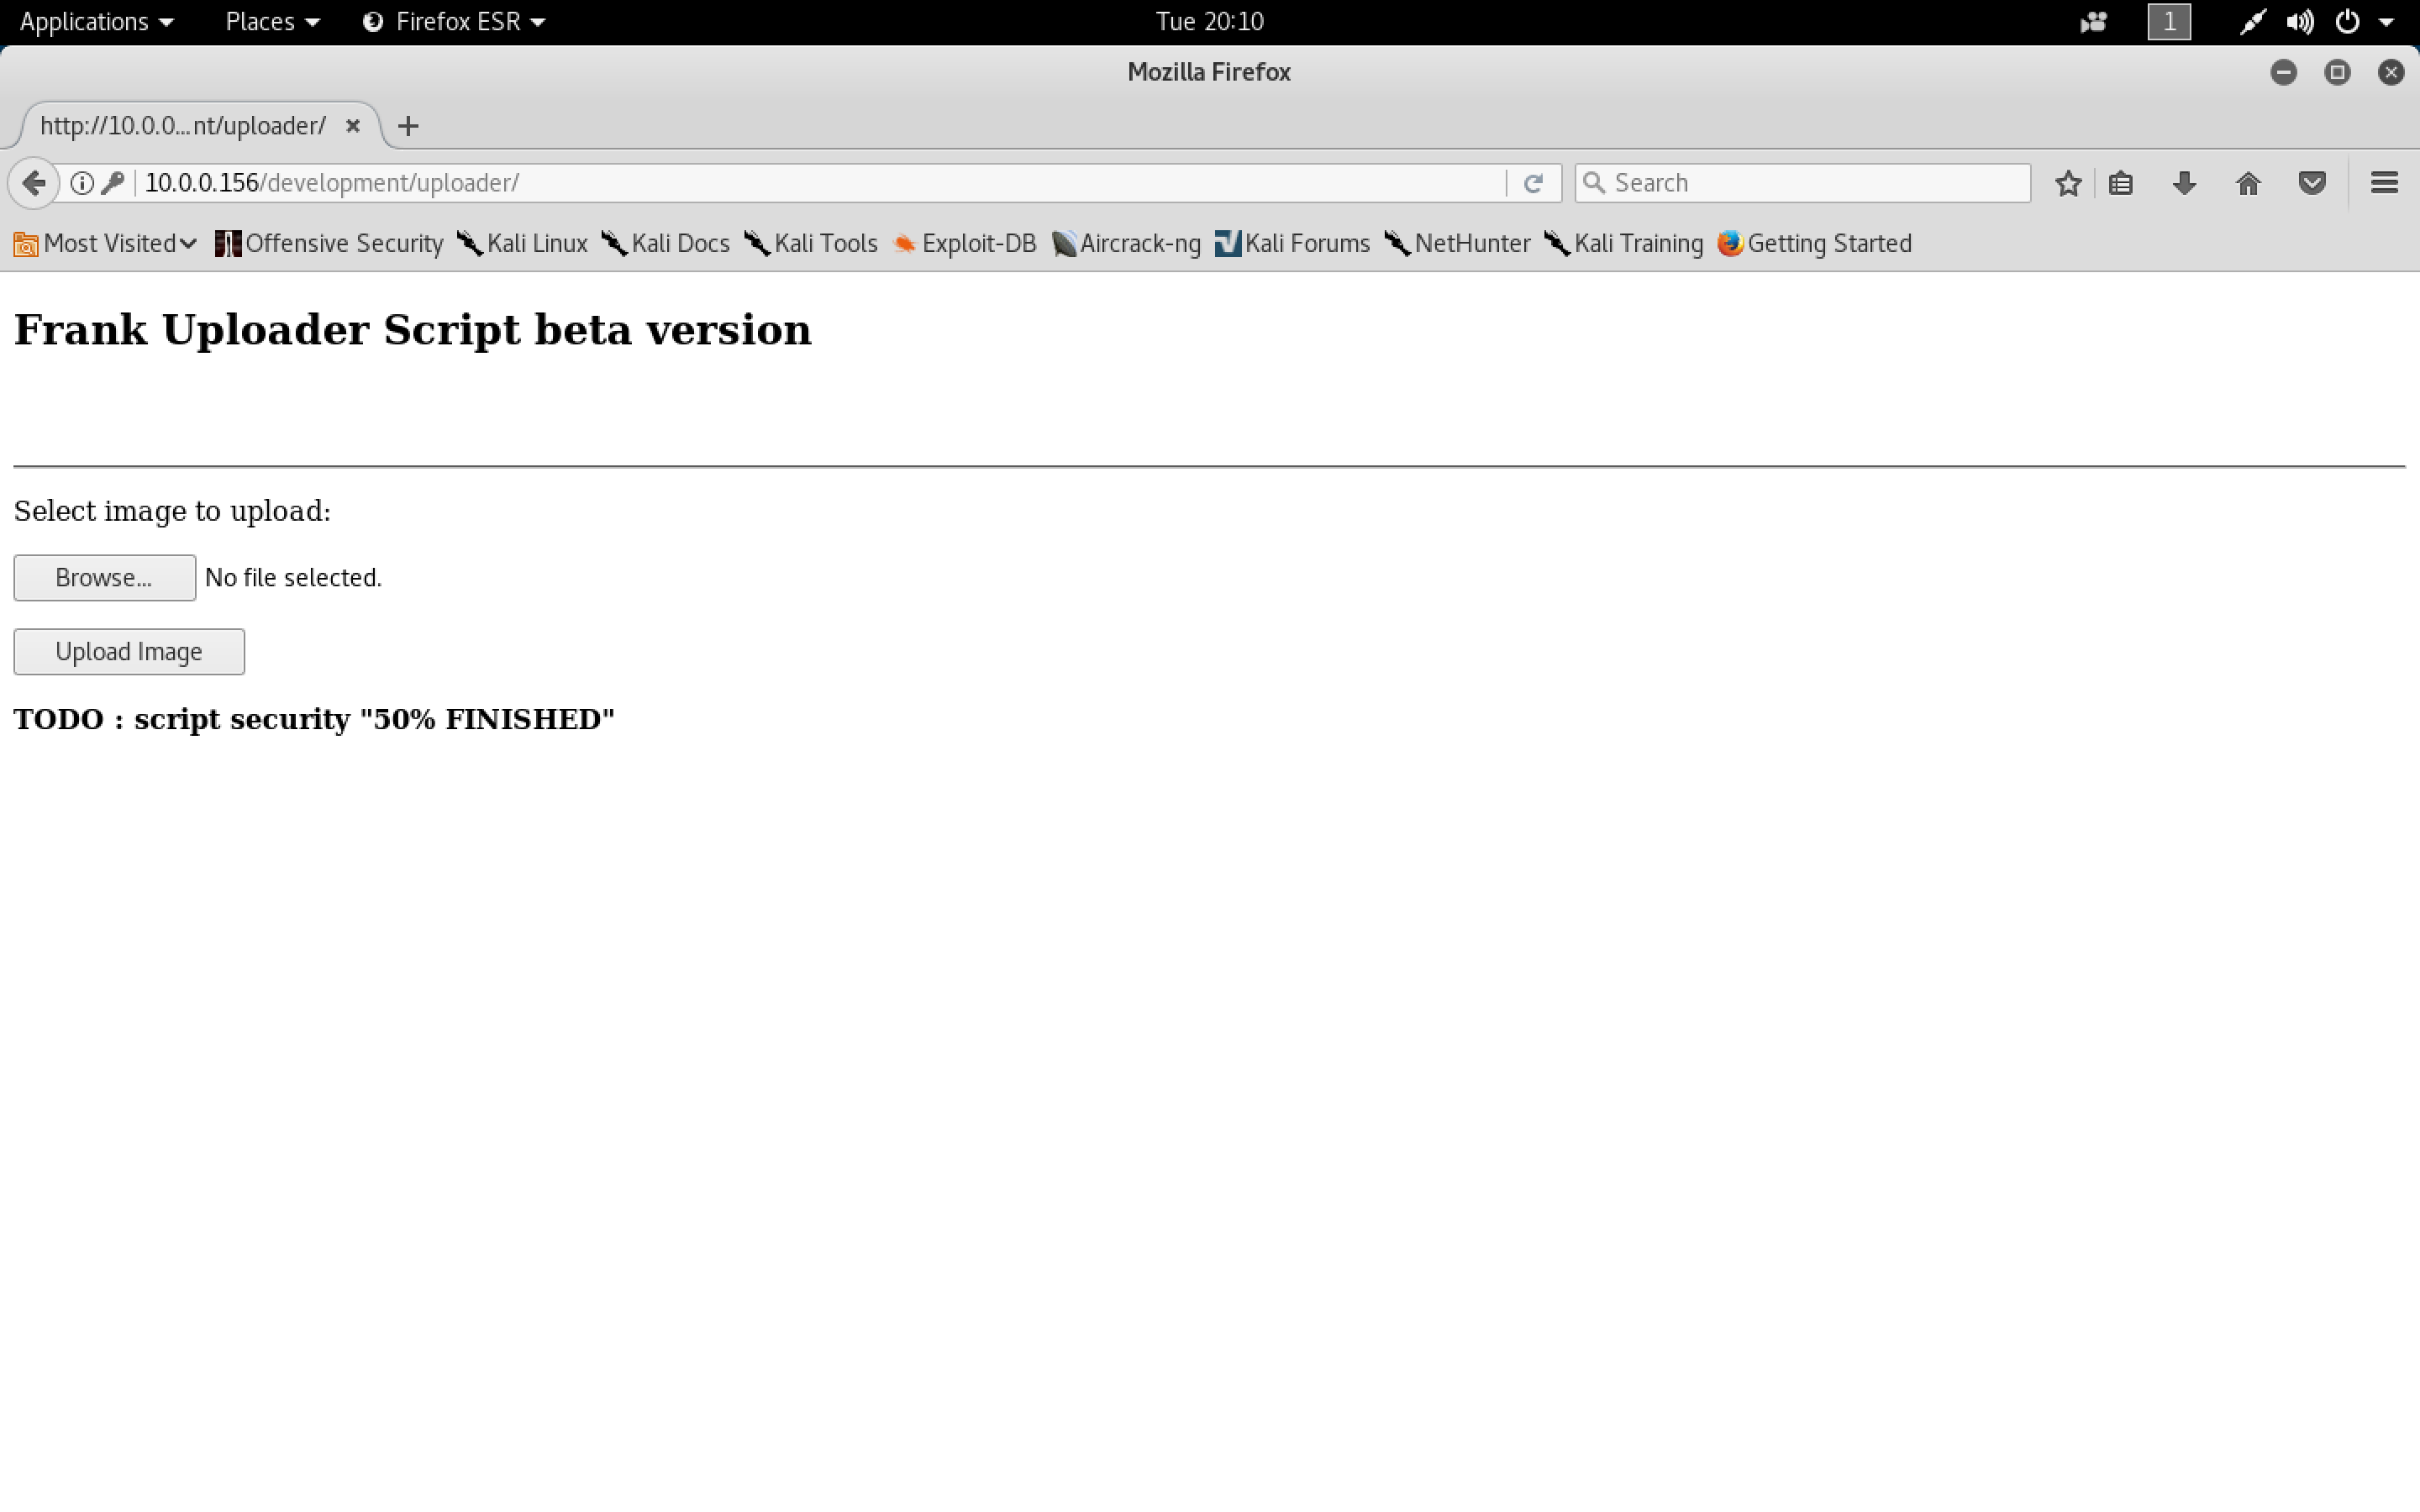 Applications Places Firefox ESR Tue 20:10 1
Mozilla Firefox
http://10.0.0...nt/uploader/
10.0.0.156/development/uploader/ Search
Most Visited Offensive Security Kali Linux Kali Docs Kali Tools Exploit-DB Aircrack-ng Kali Forums NetHunter Kali Training Getting Started
Frank Uploader Script beta version
Select image to upload:
Browse... No file selected.
Upload Image
TODO : script security "50% FINISHED"